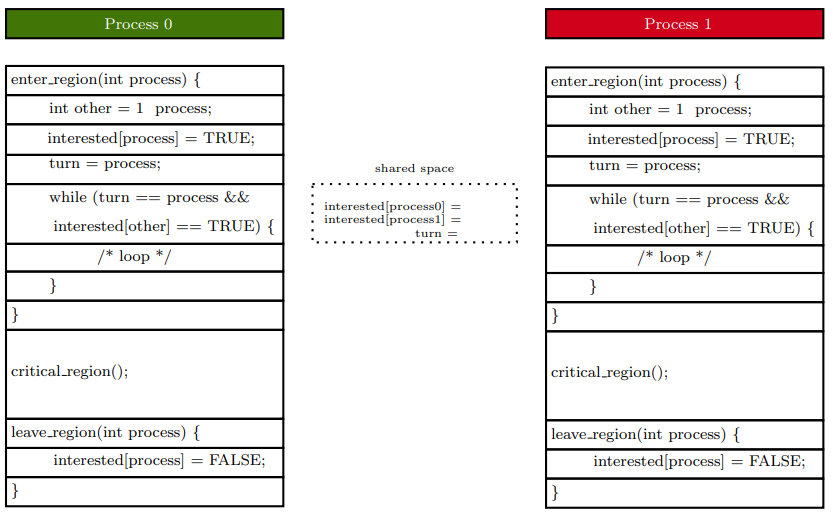 Process 0
enter_region(int process) {
int other = 1 process;
interested[process] = TRUE;
turn = process;
while (turn == process &&
interested[other] == TRUE) {
/* loop */
}
}
critical_region();
leave_region(int process) {
interested[process] = FALSE;
}
shared space
interested[process0] =
interested[process1] =
turn =
Process 1
enter_region(int process) {
int other = 1 process;
interested[process] = TRUE;
turn = process;
while (turn == process &&
interested[other] == TRUE) {
/* loop */
}
}
critical_region();
leave_region(int process) {
interested[process] = FALSE;
}